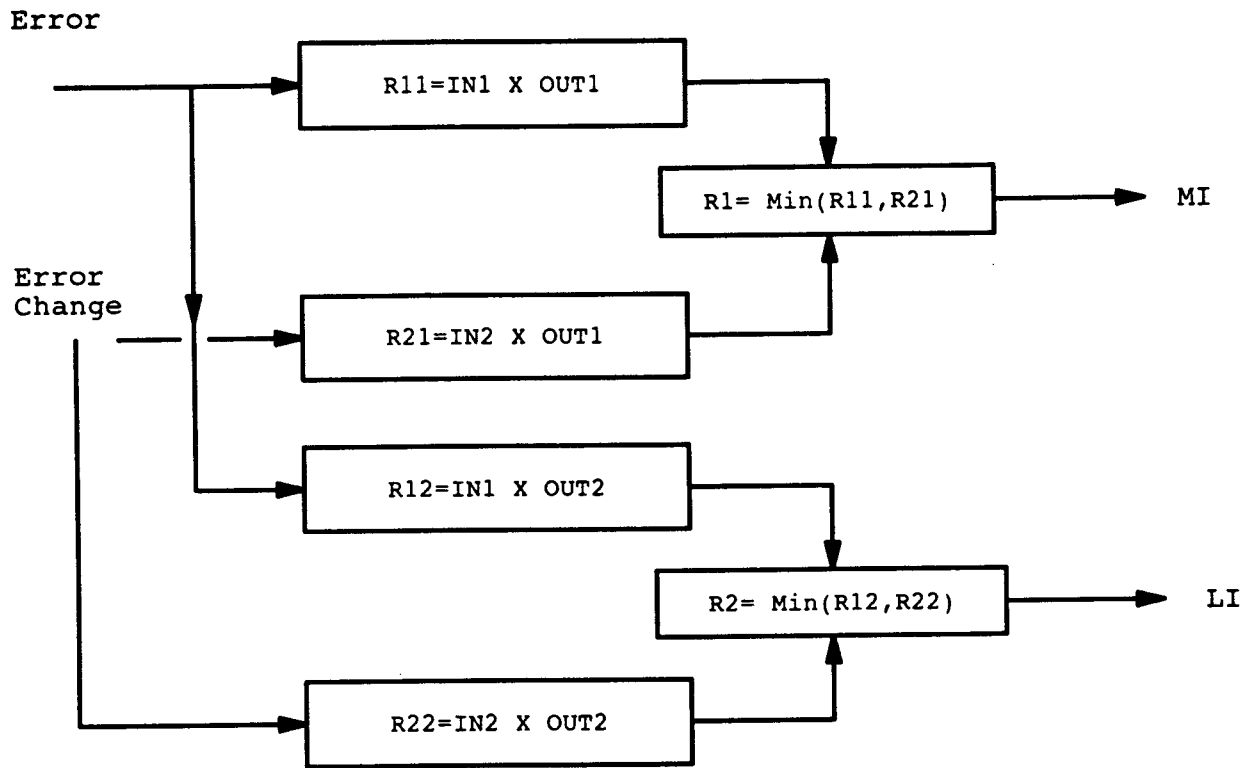 Error
R11=IN1 X OUT1
R1= Min(R11,R21)
MI
Error
Change
R21=IN2 X OUT1
R12=IN1 X OUT2
R2= Min(R12,R22)
LI
R22=IN2 X OUT2